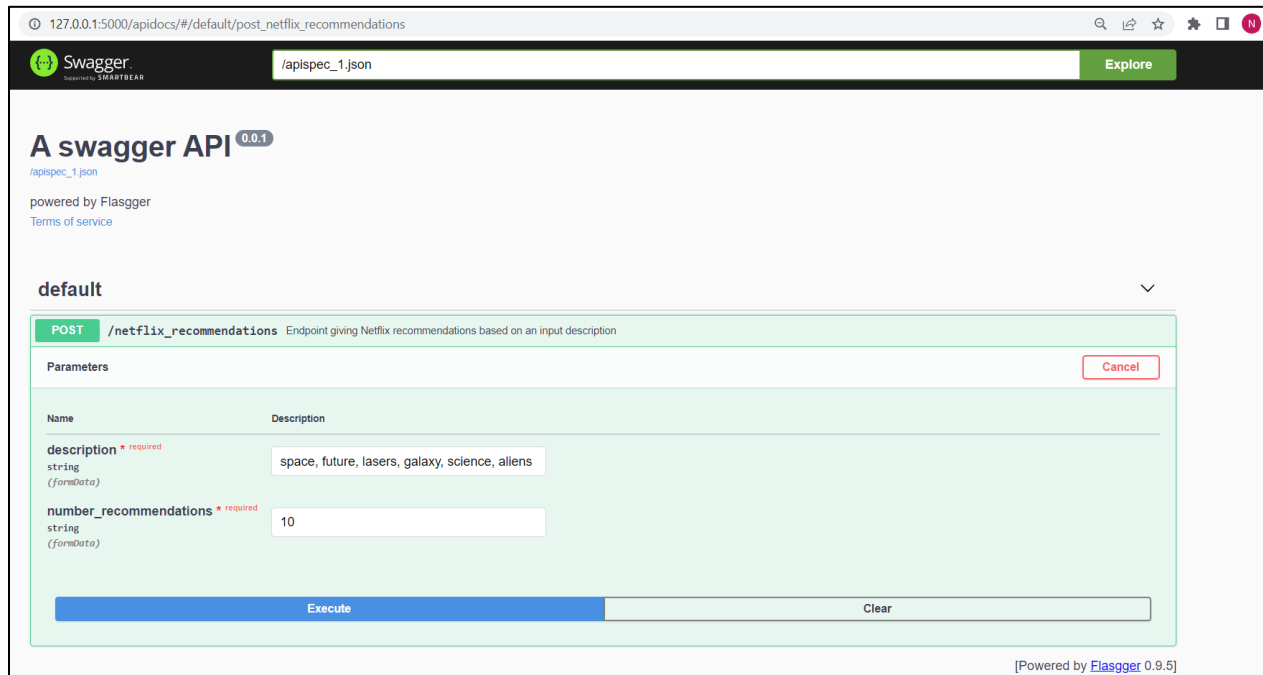 127.0.0.1:5000/apidocs/#/default/post_netflix_recommendations
N
{··} Swagger.
Supported by SMARTBEAR
/apispec_1.json
Explore
A swagger API 0.0.1
/apispec_1.json
powered by Flasgger
Terms of service
default
POST /netflix_recommendations Endpoint giving Netflix recommendations based on an input description
Parameters
Cancel
Name Description
description * required
string
(formData)
space, future, lasers, galaxy, science, aliens
number_recommendations * required
string
(formData)
10
Execute
Clear
[Powered by Flasgger 0.9.5]